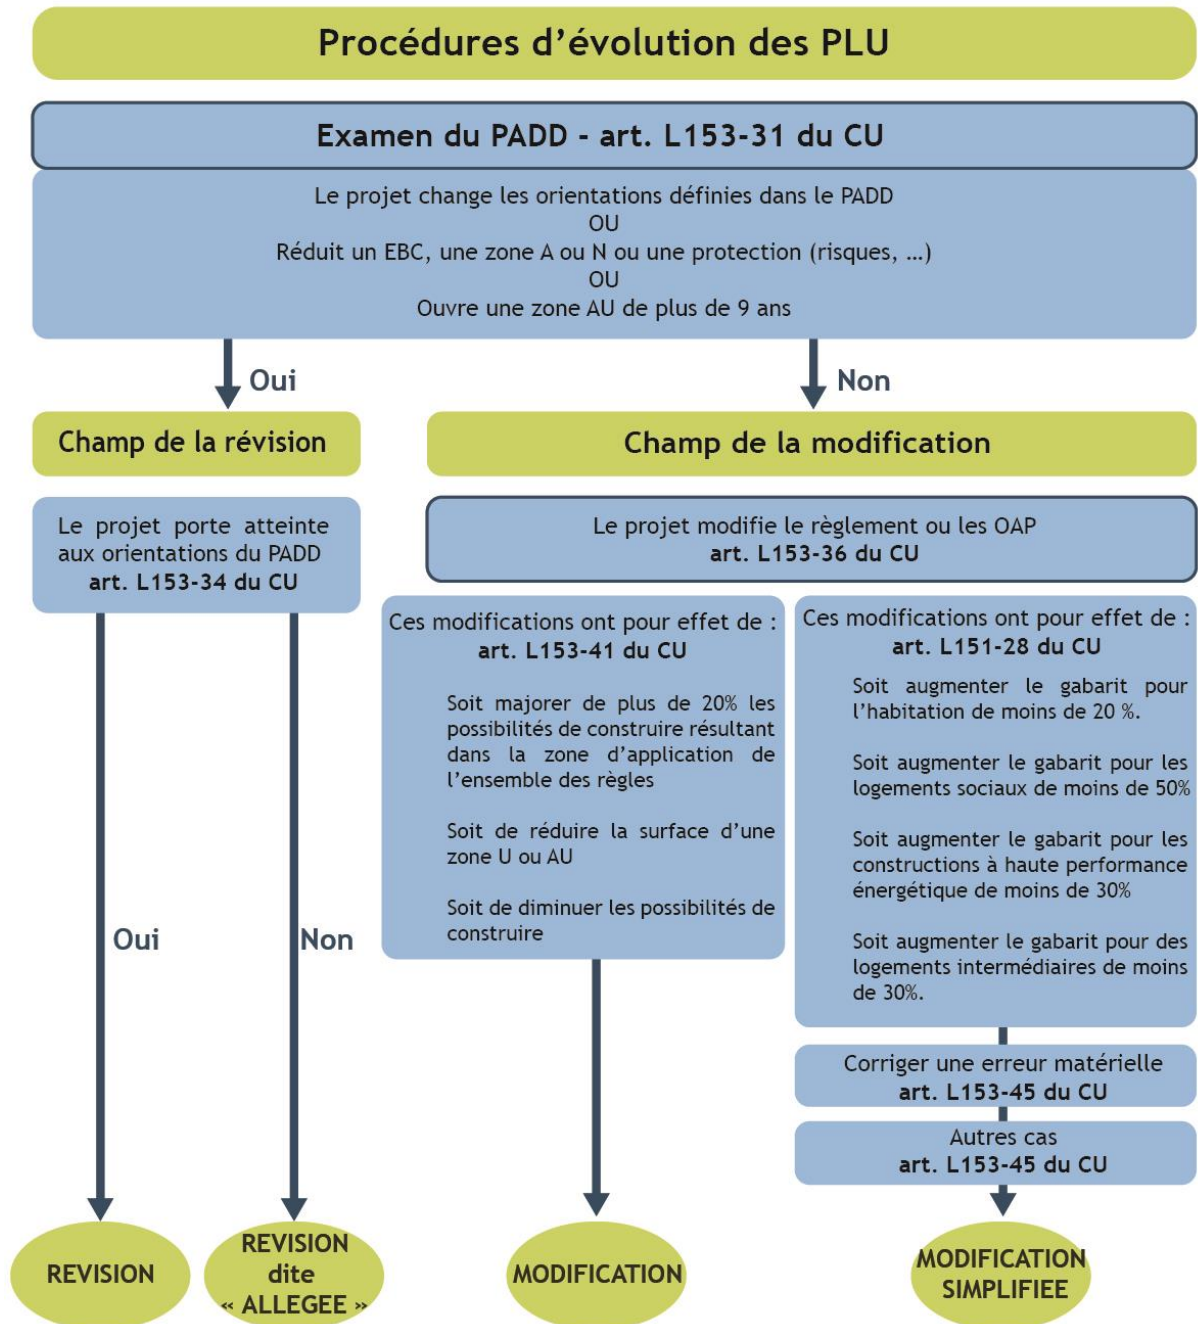 Procédures d'évolution des PLU
Examen du PADD - art. L153-31 du CU
Le projet change les orientations définies dans le PADD
OU
Réduit un EBC, une zone A ou N ou une protection (risques, ...)
OU
Ouvre une zone AU de plus de 9 ans
Oui
Non
Champ de la révision
Champ de la modification
Le projet porte atteinte
aux orientations du PADD
art. L153-34 du CU
Le projet modifie le règlement ou les OAP
art. L153-36 du CU
Ces modifications ont pour effet de :
art. L153-41 du CU
Soit majorer de plus de 20% les
possibilités de construire résultant
dans la zone d'application de
l'ensemble des règles
Soit de réduire la surface d'une
zone U ou AU
Soit de diminuer les possibilités de
construire
Ces modifications ont pour effet de :
art. L151-28 du CU
Soit augmenter le gabarit pour
l'habitation de moins de 20 %.
Soit augmenter le gabarit pour les
logements sociaux de moins de 50%
Soit augmenter le gabarit pour les
constructions à haute performance
énergétique de moins de 30%
Soit augmenter le gabarit pour des
logements intermédiaires de moins
de 30%.
Oui
Non
Corriger une erreur matérielle
art. L153-45 du CU
Autres cas
art. L153-45 du CU
REVISION
REVISION
dite
« ALLEGEE »
MODIFICATION
MODIFICATION
SIMPLIFIEE